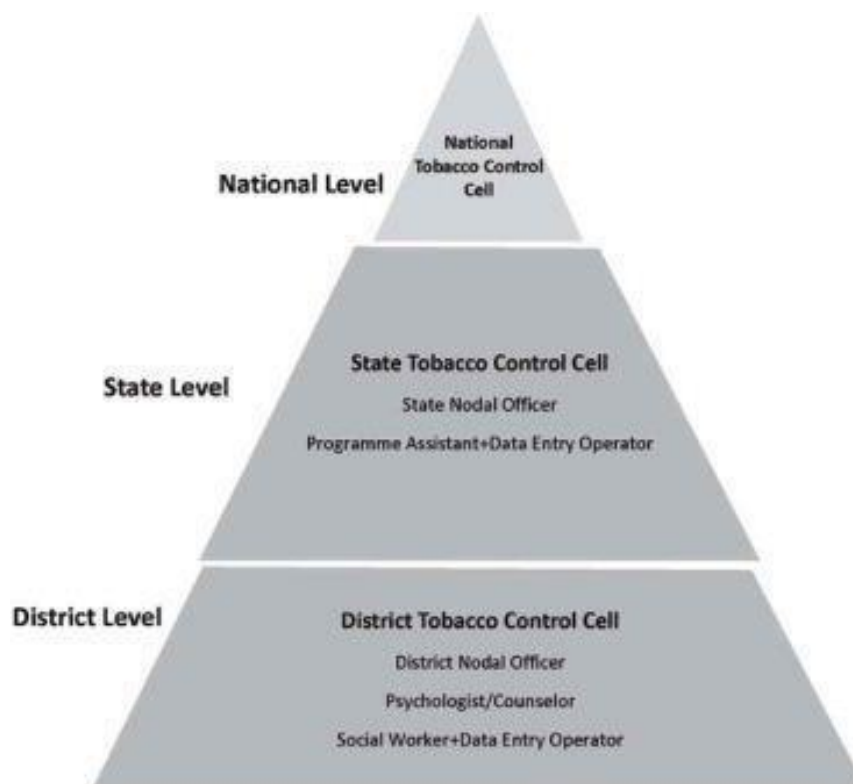 National
Tobacco Control
Cell
National Level
State Tobacco Control Cell
State Level
State Nodal Officer
Programme Assistant+Data Entry Operator
District Level
District Tobacco Control Cell
District Nodal Officer
Psychologist/Counselor
Social Worker+Data Entry Operator